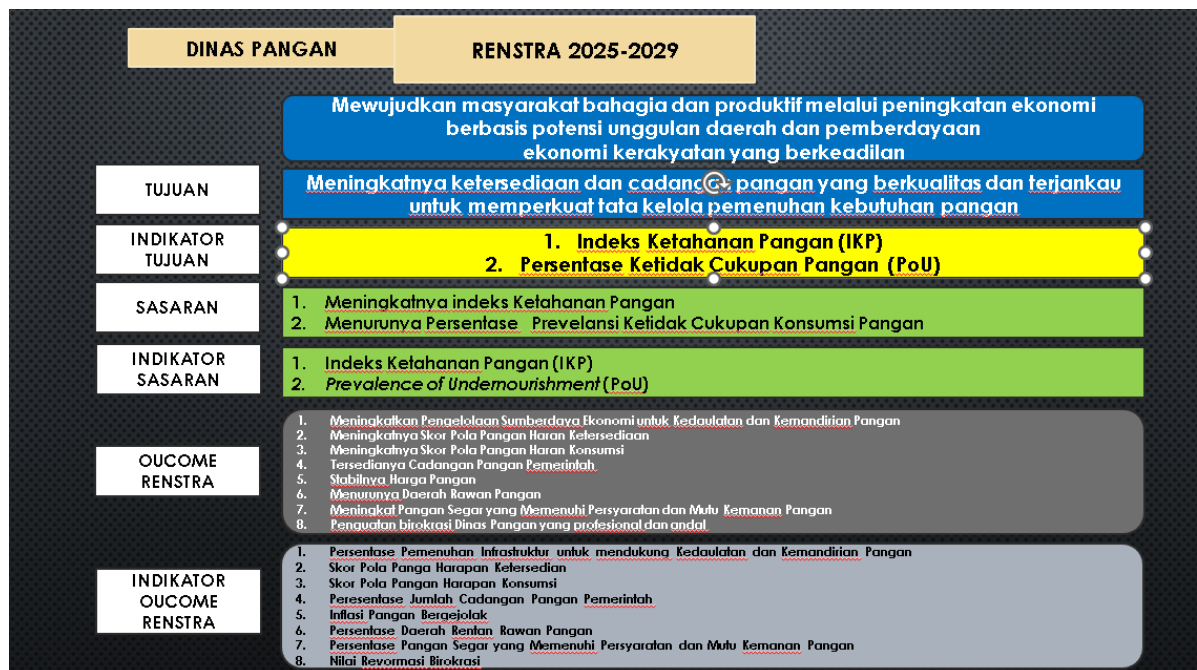 DINAS PANGAN
RENSTRA 2025-2029
Mewujudkan masyarakat bahagia dan produktif melalui peningkatan ekonomi
berbasis potensi unggulan daerah dan pemberdayaan
ekonomi kerakyatan yang berkeadilan
TUJUAN
Meningkatnya ketersediaan dan cadangan pangan yang berkualitas dan terjankau
untuk memperkuat tata kelola pemenuhan kebutuhan pangan
INDIKATOR
TUJUAN
1. Indeks Ketahanan Pangan (IKP)
2. Persentase Ketidak Cukupan Pangan (PoU)
SASARAN
1. Meningkatnya indeks Ketahanan Pangan
2. Menurunya Persentase Prevelansi Ketidak Cukupan Konsumsi Pangan
INDIKATOR
SASARAN
1. Indeks Ketahanan Pangan (IKP)
2. Prevalence of Undernourishment (PoU)
OUCOME
RENSTRA
1. Meningkatkan Pengelolaan Sumberdaya Ekonomi untuk Kedaulatan dan Kemandirian Pangan
2. Meningkatnya Skor Pola Pangan Haran Ketersediaan
3. Meningkatnya Skor Pola Pangan Haran Konsumsi
4. Tersedianya Cadangan Pangan Pemerintah
5. Stabilnya Harga Pangan
6. Menurunya Daerah Rawan Pangan
7. Meningkat Pangan Segar yang Memenuhi Persyaratan dan Mutu Kemanan Pangan
8. Penguatan birokrasi Dinas Pangan yang profesional dan andal
INDIKATOR
OUCOME
RENSTRA
1. Persentase Pemenuhan Infrastruktur untuk mendukung Kedaulatan dan Kemandirian Pangan
2. Skor Pola Panga Harapan Ketersedian
3. Skor Pola Pangan Harapan Konsumsi
4. Peresentase Jumlah Cadangan Pangan Pemerintah
5. Inflasi Pangan Bergejolak
6. Persentase Daerah Rentan Rawan Pangan
7. Persentase Pangan Segar yang Memenuhi Persyaratan dan Mutu Kemanan Pangan
8. Nilai Revormasi Birokrasi